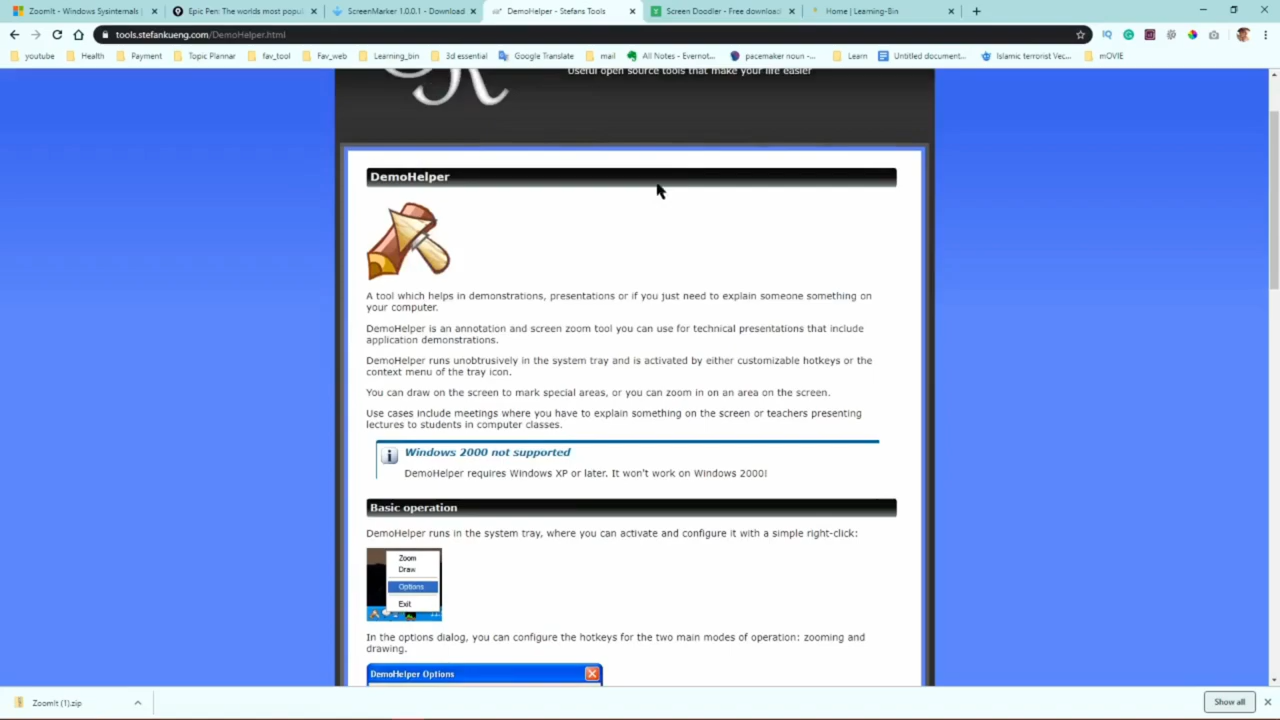 ZoomIt - Windows Sysinternals
Epic Pen: The worlds most popul
ScreenMarker 1.0.0.1 - Download
DemoHelper - Stefans Tools
Screen Doodler - Free download
Home | Learning-Bin
tools.stefankueng.com/DemoHelper.html
youtube
Health
Payment
Topic Plannar
fav_tool
Fav_web
Learning_bin
3d essential
Google Translate
mail
All Notes - Evernot...
pacemaker noun -...
Learn
Untitled document...
Islamic terrorist Vec...
mOVIE
Useful open source tools that make your life easier
DemoHelper
A tool which helps in demonstrations, presentations or if you just need to explain someone something on
your computer.
DemoHelper is an annotation and screen zoom tool you can use for technical presentations that include
application demonstrations.
DemoHelper runs unobtrusively in the system tray and is activated by either customizable hotkeys or the
context menu of the tray icon.
You can draw on the screen to mark special areas, or you can zoom in on an area on the screen.
Use cases include meetings where you have to explain something on the screen or teachers presenting
lectures to students in computer classes.
Windows 2000 not supported
DemoHelper requires Windows XP or later. It won't work on Windows 2000!
Basic operation
DemoHelper runs in the system tray, where you can activate and configure it with a simple right-click:
Zoom
Draw
Options
Exit
In the options dialog, you can configure the hotkeys for the two main modes of operation: zooming and
drawing.
DemoHelper Options
ZoomIt (1).zip
Show all